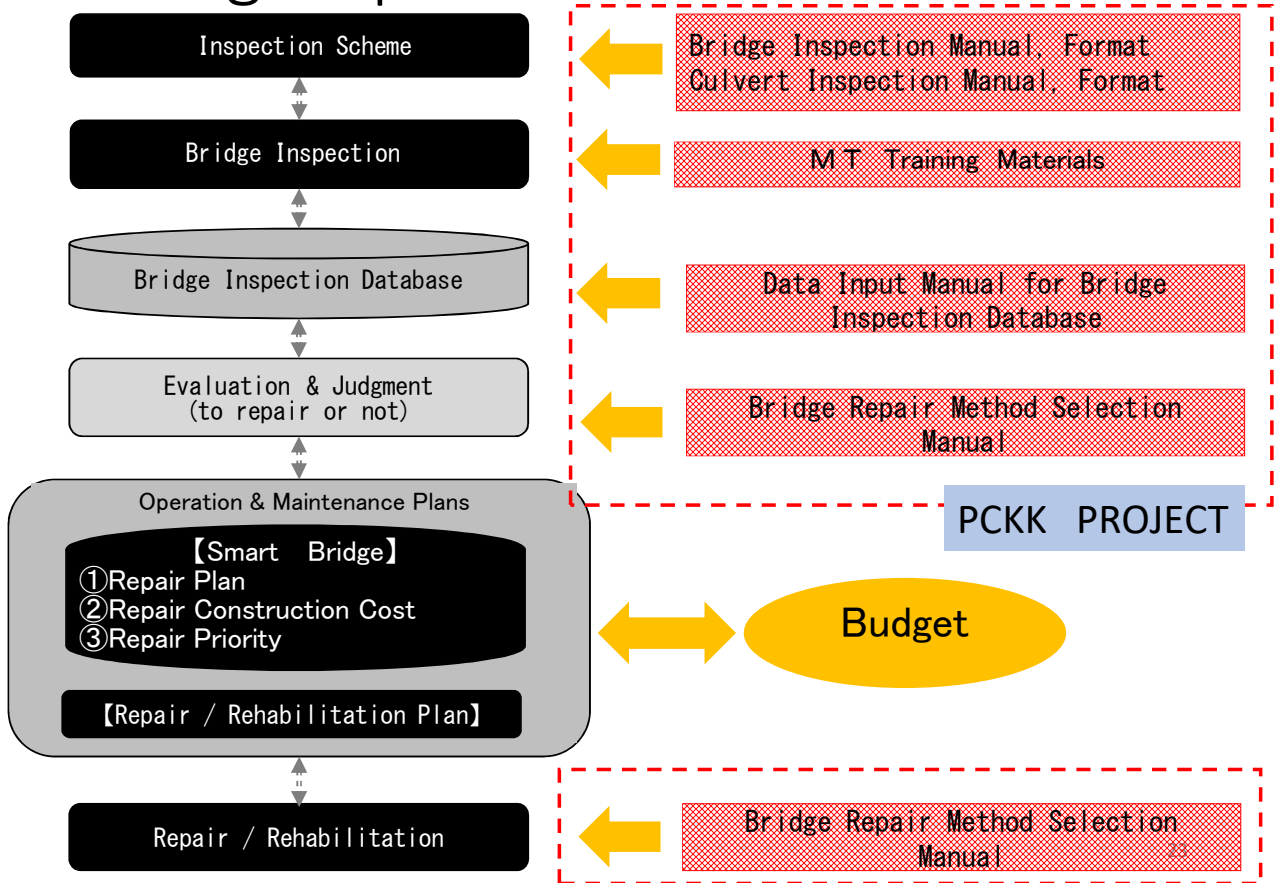 Inspection Scheme
Bridge Inspection Manual, Format
Culvert Inspection Manual, Format
Bridge Inspection
ＭＴ Training Materials
Bridge Inspection Database
Data Input Manual for Bridge
Inspection Database
Evaluation & Judgment
(to repair or not)
Bridge Repair Method Selection
Manual
Operation & Maintenance Plans
PCKK PROJECT
【Smart Bridge】
①Repair Plan
②Repair Construction Cost
③Repair Priority
Budget
【Repair / Rehabilitation Plan】
Repair / Rehabilitation
Bridge Repair Method Selection
Manual
23